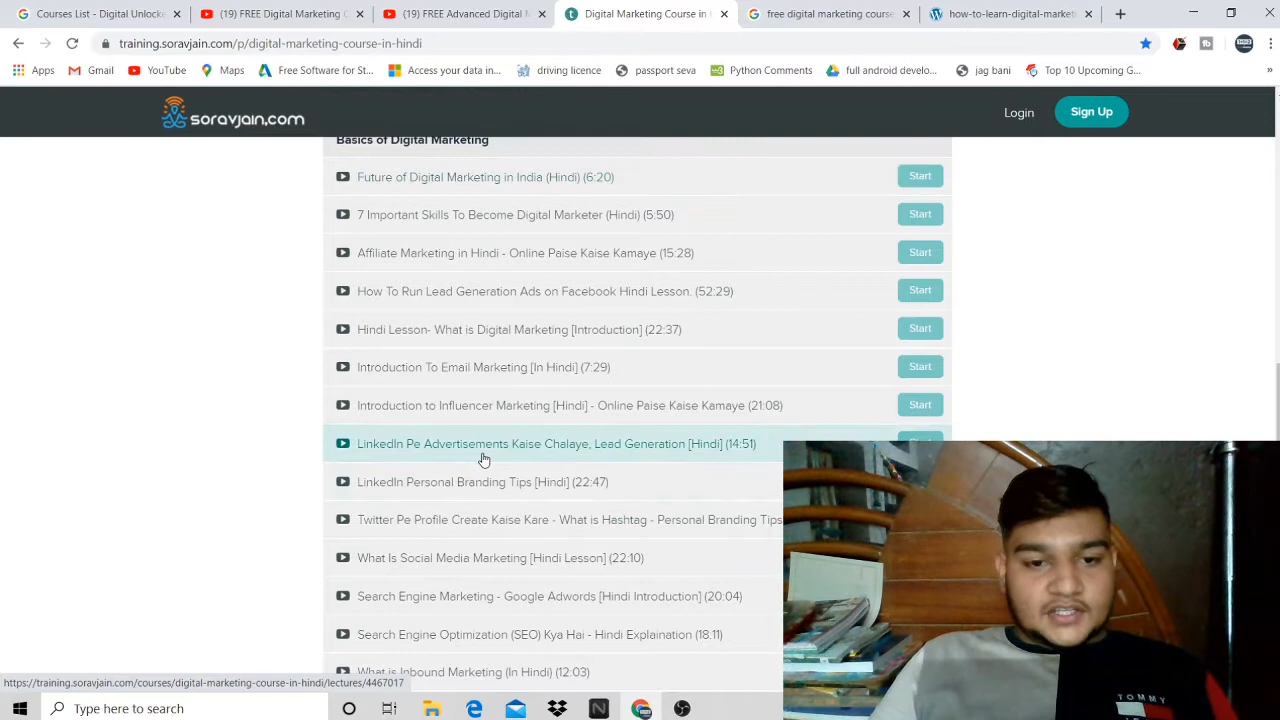 Courses List - Digital Unlocke
(19) FREE Digital Marketing C
(19) FREE Advanced Digital M
Digital Marketing Course in
free digital marketing course
how-to-learn-digital-market
training.soravjain.com/p/digital-marketing-course-in-hindi
Apps
Gmail
YouTube
Maps
Free Software for St...
Access your data in...
driving licence
passport seva
Python Comments
full android develo...
jag bani
Top 10 Upcoming G...
»
soravjain.com
Login
Sign Up
Basics of Digital Marketing
Future of Digital Marketing in India (Hindi) (6:20)
Start
7 Important Skills To Become Digital Marketer (Hindi) (5:50)
Start
Affiliate Marketing in Hindi - Online Paise Kaise Kamaye (15:28)
Start
How To Run Lead Generation Ads on Facebook Hindi Lesson. (52:29)
Start
Hindi Lesson- What is Digital Marketing [Introduction] (22:37)
Start
Introduction To Email Marketing [In Hindi] (7:29)
Start
Introduction to Influencer Marketing [Hindi] - Online Paise Kaise Kamaye (21:08)
Start
LinkedIn Pe Advertisements Kaise Chalaye, Lead Generation [Hindi] (14:51)
LinkedIn Personal Branding Tips [Hindi] (22:47)
Twitter Pe Profile Create Kaise Kare - What is Hashtag - Personal Branding Tips
What Is Social Media Marketing [Hindi Lesson] (22:10)
Search Engine Marketing - Google Adwords [Hindi Introduction] (20:04)
Search Engine Optimization (SEO) Kya Hai - Hindi Explaination (18:11)
What is Inbound Marketing (In Hindi) (12:03)
https://training.soravjain.com/courses/digital-marketing-course-in-hindi/lectures/4467017
Type here to search
TOMMY